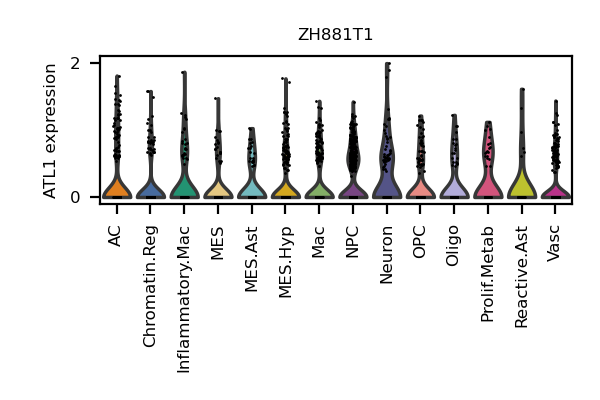 ZH881T1
ATL1 expression
2
0
AC
Chromatin.Reg
Inflammatory.Mac
MES
MES.Ast
MES.Hyp
Mac
NPC
Neuron
OPC
Oligo
Prolif.Metab
Reactive.Ast
Vasc